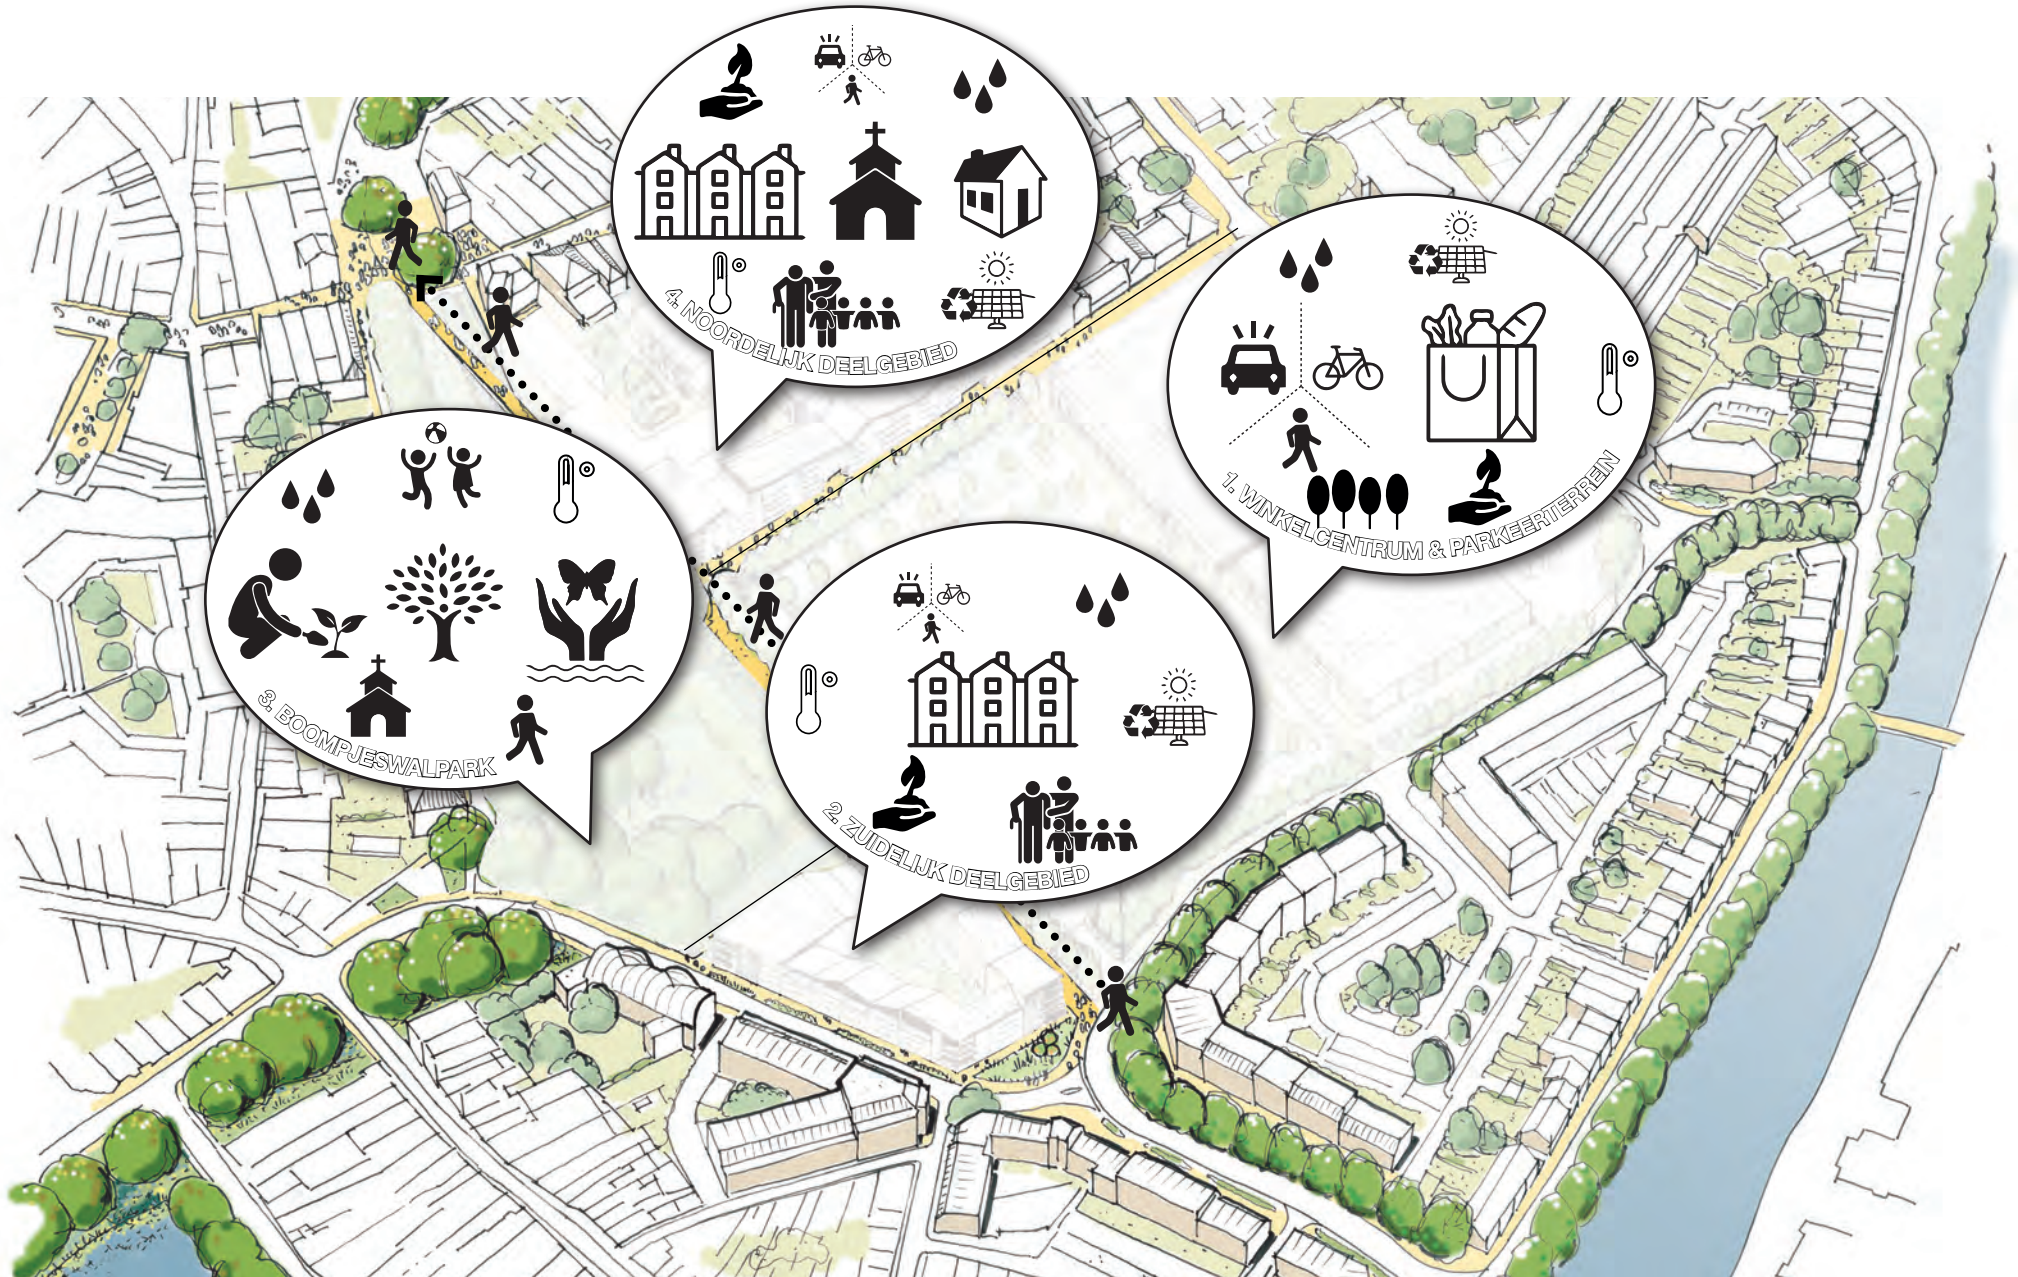 4. NOORDELIJK DEELGEBIED
1. WINKELCENTRUM & PARKEERTERREIN
3. BOOMPJESWALPARK
2. ZUIDELIJK DEELGEBIED